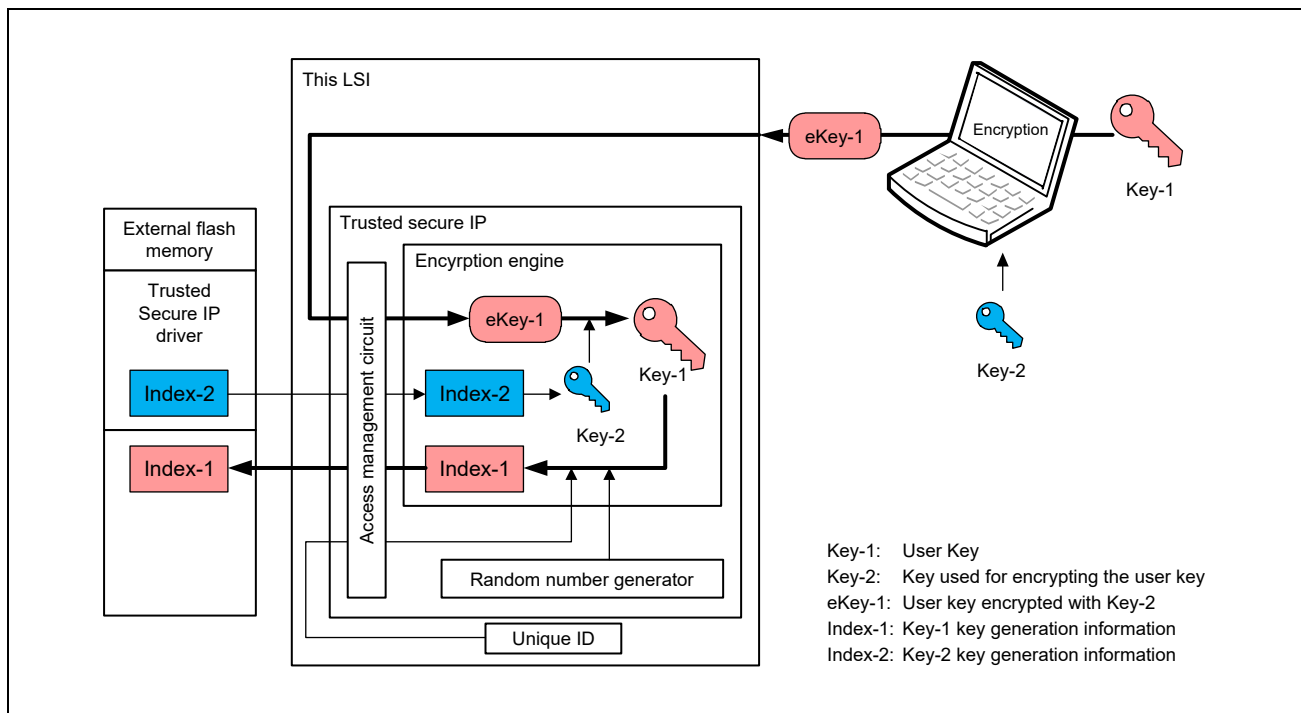 This LSI
eKey-1
Encryption
Key-1
Trusted secure IP
External flash
memory
Encyrption engine
Trusted
Secure IP
driver
Access management circuit
eKey-1
Key-1
Key-2
Index-2
Index-2
Key-2
Index-1
Index-1
Random number generator
Unique ID
Key-1: User Key
Key-2: Key used for encrypting the user key
eKey-1: User key encrypted with Key-2
Index-1: Key-1 key generation information
Index-2: Key-2 key generation information